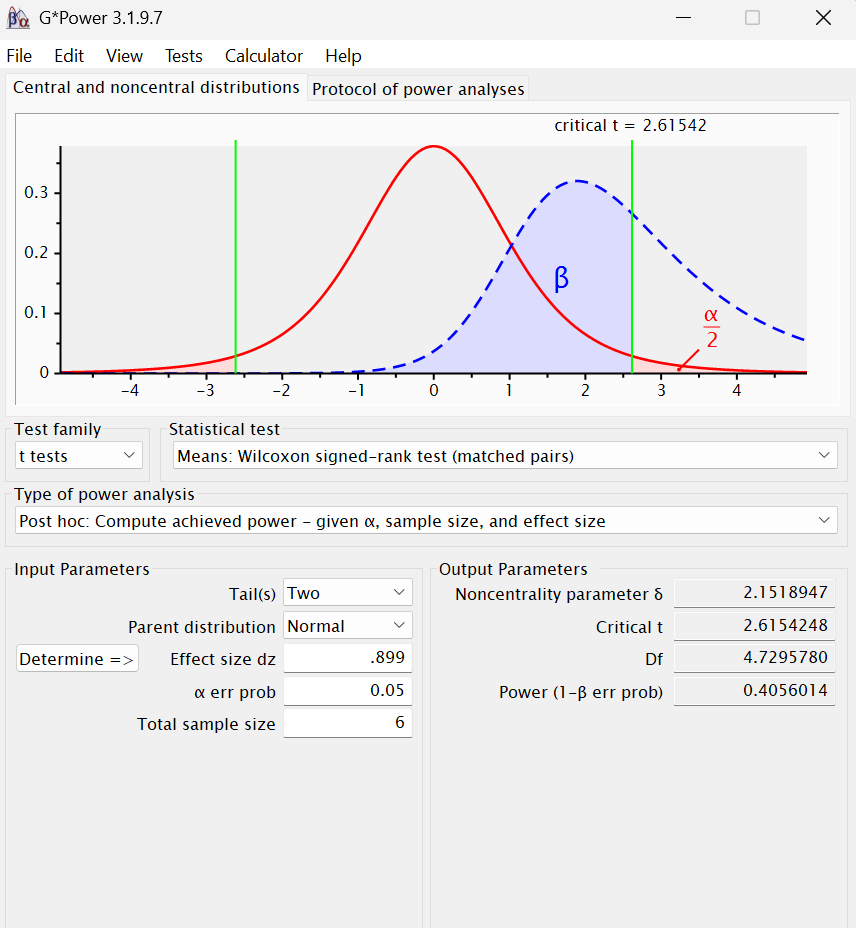 G*Power 3.1.9.7
File Edit View Tests Calculator Help
Central and noncentral distributions Protocol of power analyses
critical t = 2.61542
0.3
0.2
0.1
0
β
α
2
-4 -3 -2 -1 0 1 2 3 4
Test family Statistical test
t tests Means: Wilcoxon signed-rank test (matched pairs)
Type of power analysis
Post hoc: Compute achieved power - given α, sample size, and effect size
Input Parameters Output Parameters
Tail(s) Two Noncentrality parameter δ 2.1518947
Parent distribution Normal Critical t 2.6154248
Determine => Effect size dz .899 Df 4.7295780
α err prob 0.05 Power (1-β err prob) 0.4056014
Total sample size 6